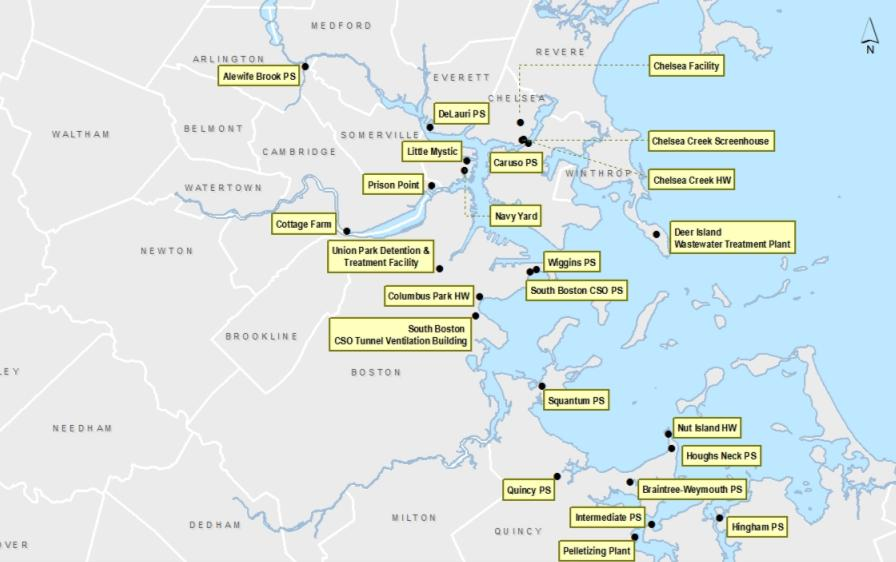 MEDFORD
N
REVERE
ARLINGTON
Chelsea Facility
Alewife Brook PS
EVERETT
CHELSEA
DeLauri PS
WALTHAM
BELMONT
SOMERVILLE
Chelsea Creek Screenhouse
CAMBRIDGE
Little Mystic
Caruso PS
WINTHROP
Chelsea Creek HW
WATERTOWN
Prison Point
Navy Yard
Cottage Farm
Deer Island
Wastewater Treatment Plant
NEWTON
Union Park Detention &
Treatment Facility
Wiggins PS
South Boston CSO PS
Columbus Park HW
South Boston
CSO Tunnel Ventilation Building
BROOKLINE
LEY
BOSTON
Squantum PS
NEEDHAM
Nut Island HW
Houghs Neck PS
Quincy PS
Braintree-Weymouth PS
Intermediate PS
DEDHAM
MILTON
QUINCY
Hingham PS
OVER
Pelletizing Plant